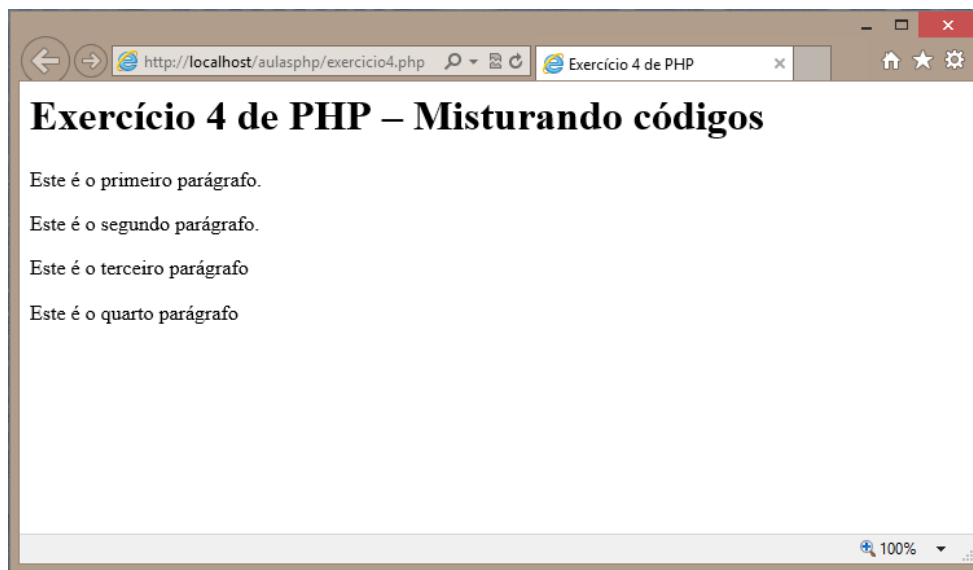 http://localhost/aulasphp/exercicio4.php
Exercício 4 de PHP
Exercício 4 de PHP – Misturando códigos
Este é o primeiro parágrafo.
Este é o segundo parágrafo.
Este é o terceiro parágrafo
Este é o quarto parágrafo
100%